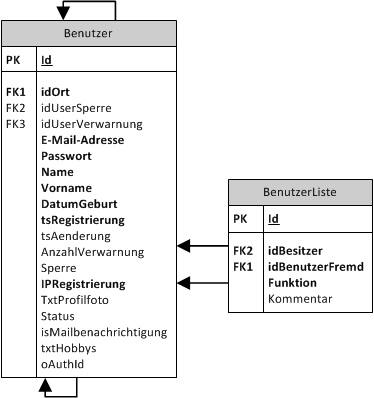 Benutzer
PK Id
FK1 idOrt
FK2 idUserSperre
FK3 idUserVerwarnung
E-Mail-Adresse
Passwort
Name
Vorname
DatumGeburt
tsRegistrierung
tsAenderung
AnzahlVerwarnung
Sperre
IPRegistrierung
TxtProfilfoto
Status
isMailbenachrichtigung
txtHobbys
oAuthId
BenutzerListe
PK Id
FK2 idBesitzer
FK1 idBenutzerFremd
Funktion
Kommentar